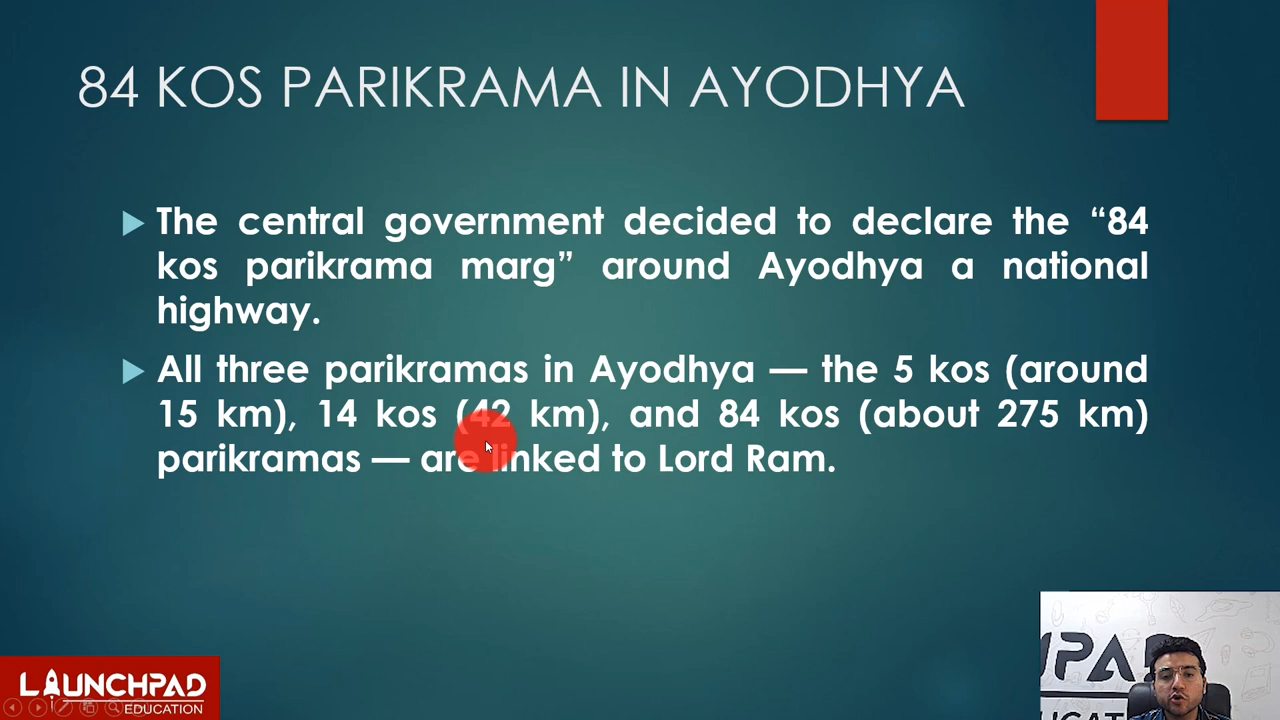 84 KOS PARIKRAMA IN AYODHYA
The central government decided to declare the “84
kos parikrama marg” around Ayodhya a national
highway.
All three parikramas in Ayodhya — the 5 kos (around
15 km), 14 kos (42 km), and 84 kos (about 275 km)
parikramas — are linked to Lord Ram.
LAUNCHPAD
EDUCATION